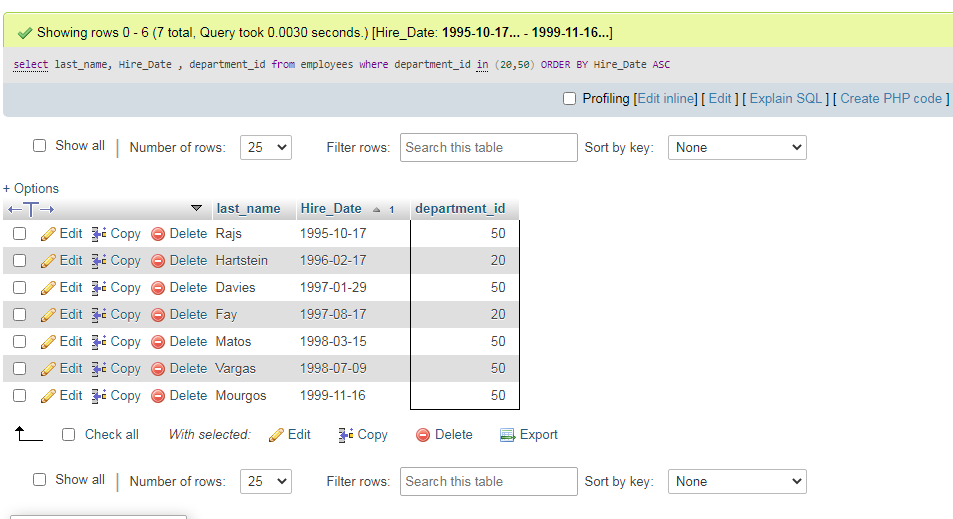 Showing rows 0 - 6 (7 total, Query took 0.0030 seconds.) [Hire_Date: 1995-10-17... - 1999-11-16...]
select last_name, Hire_Date , department_id from employees where department_id in (20,50) ORDER BY Hire_Date ASC
Profiling [Edit inline] [ Edit ] [ Explain SQL ] [ Create PHP code ]
Show all | Number of rows: 25 Filter rows: Search this table Sort by key: None
+ Options
←T→ last_name Hire_Date 1 department_id
Edit Copy Delete Rajs 1995-10-17 50
Edit Copy Delete Hartstein 1996-02-17 20
Edit Copy Delete Davies 1997-01-29 50
Edit Copy Delete Fay 1997-08-17 20
Edit Copy Delete Matos 1998-03-15 50
Edit Copy Delete Vargas 1998-07-09 50
Edit Copy Delete Mourgos 1999-11-16 50
Check all With selected: Edit Copy Delete Export
Show all | Number of rows: 25 Filter rows: Search this table Sort by key: None